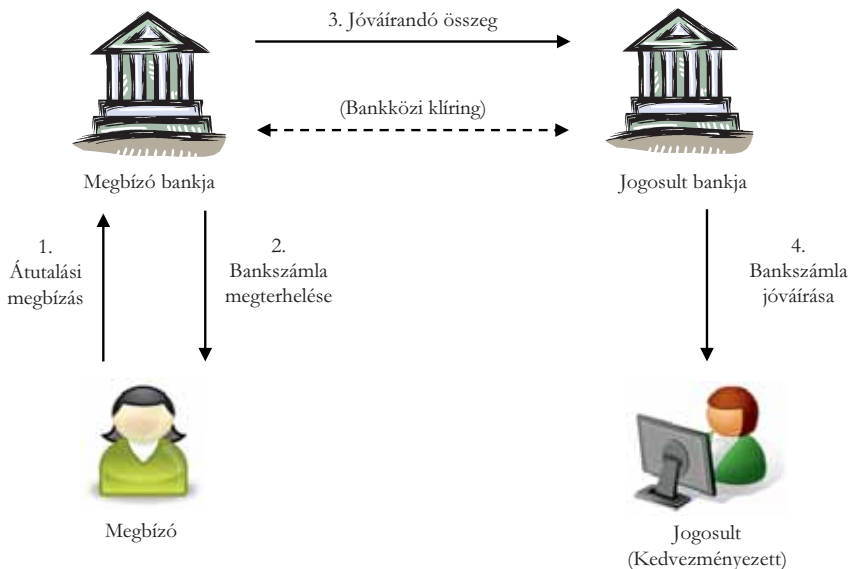 3. Jóváírandó összeg
(Bankközi klíring)
Megbízó bankja
Jogosult bankja
1.
Átutalási
megbízás
2.
Bankszámla
megterhelése
4.
Bankszámla
jóváírása
Megbízó
Jogosult
(Kedvezményezett)